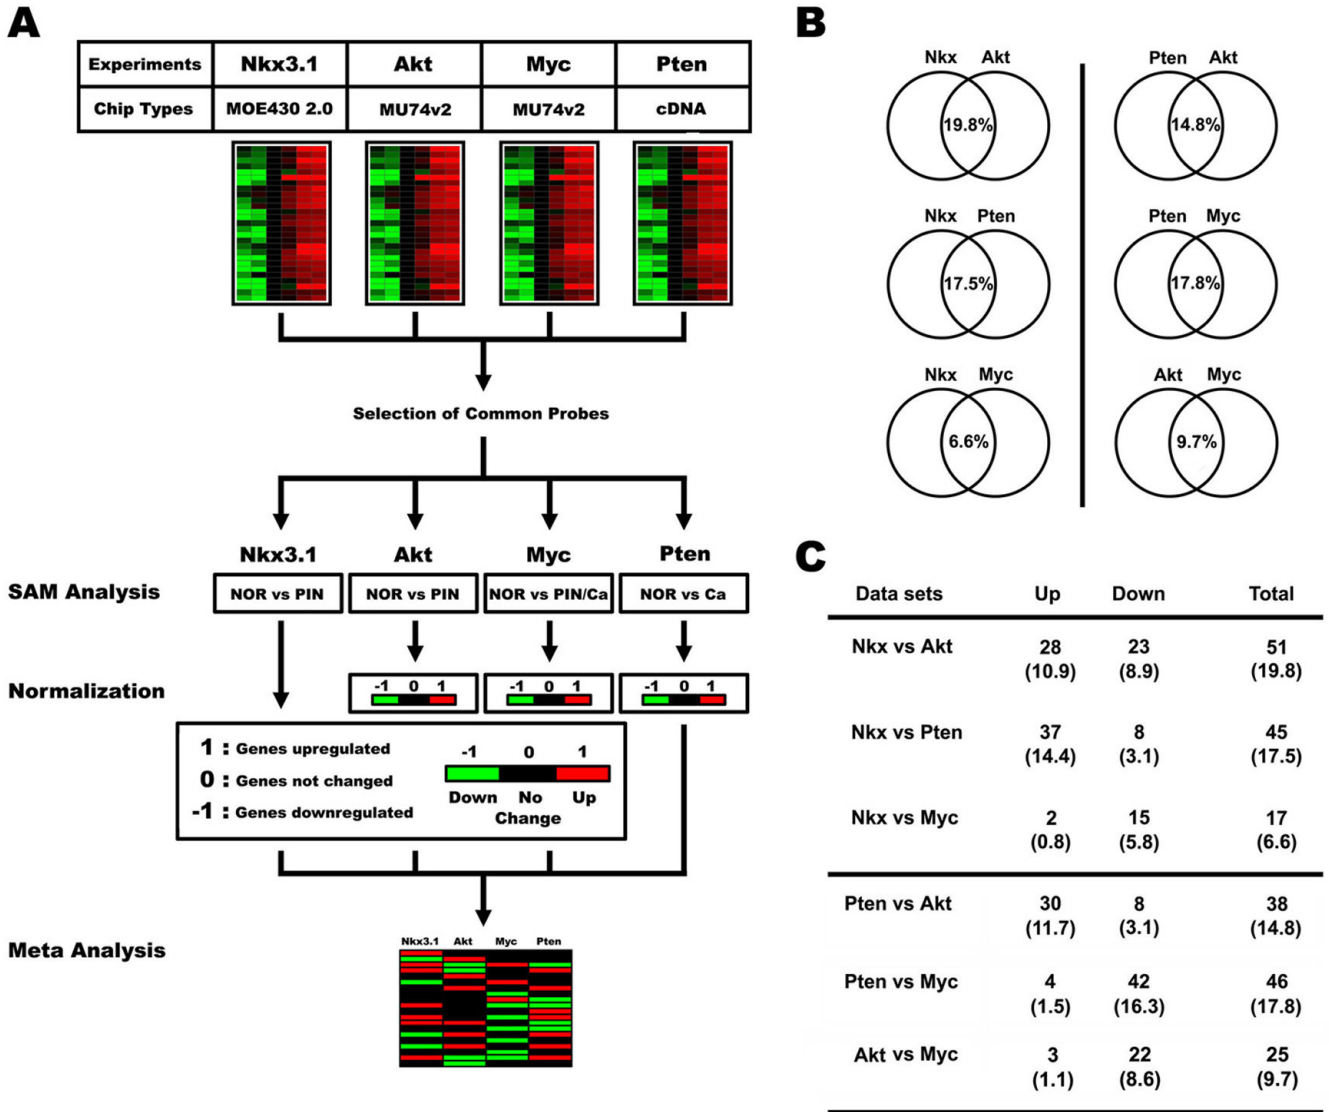 A
Experiments Nkx3.1 Akt Myc Pten
Chip Types MOE430 2.0 MU74v2 MU74v2 cDNA
Selection of Common Probes
Nkx3.1 Akt Myc Pten
SAM Analysis NOR vs PIN NOR vs PIN NOR vs PIN/Ca NOR vs Ca
Normalization -1 0 1 -1 0 1 -1 0 1
1 : Genes upregulated
0 : Genes not changed
-1 : Genes downregulated
-1 0 1
Down No Change Up
Meta Analysis
Nkx3.1 Akt Myc Pten
B
Nkx Akt
19.8%
Pten Akt
14.8%
Nkx Pten
17.5%
Pten Myc
17.8%
Nkx Myc
6.6%
Akt Myc
9.7%
C
Data sets Up Down Total
Nkx vs Akt 28 23 51
(10.9) (8.9) (19.8)
Nkx vs Pten 37 8 45
(14.4) (3.1) (17.5)
Nkx vs Myc 2 15 17
(0.8) (5.8) (6.6)
Pten vs Akt 30 8 38
(11.7) (3.1) (14.8)
Pten vs Myc 4 42 46
(1.5) (16.3) (17.8)
Akt vs Myc 3 22 25
(1.1) (8.6) (9.7)